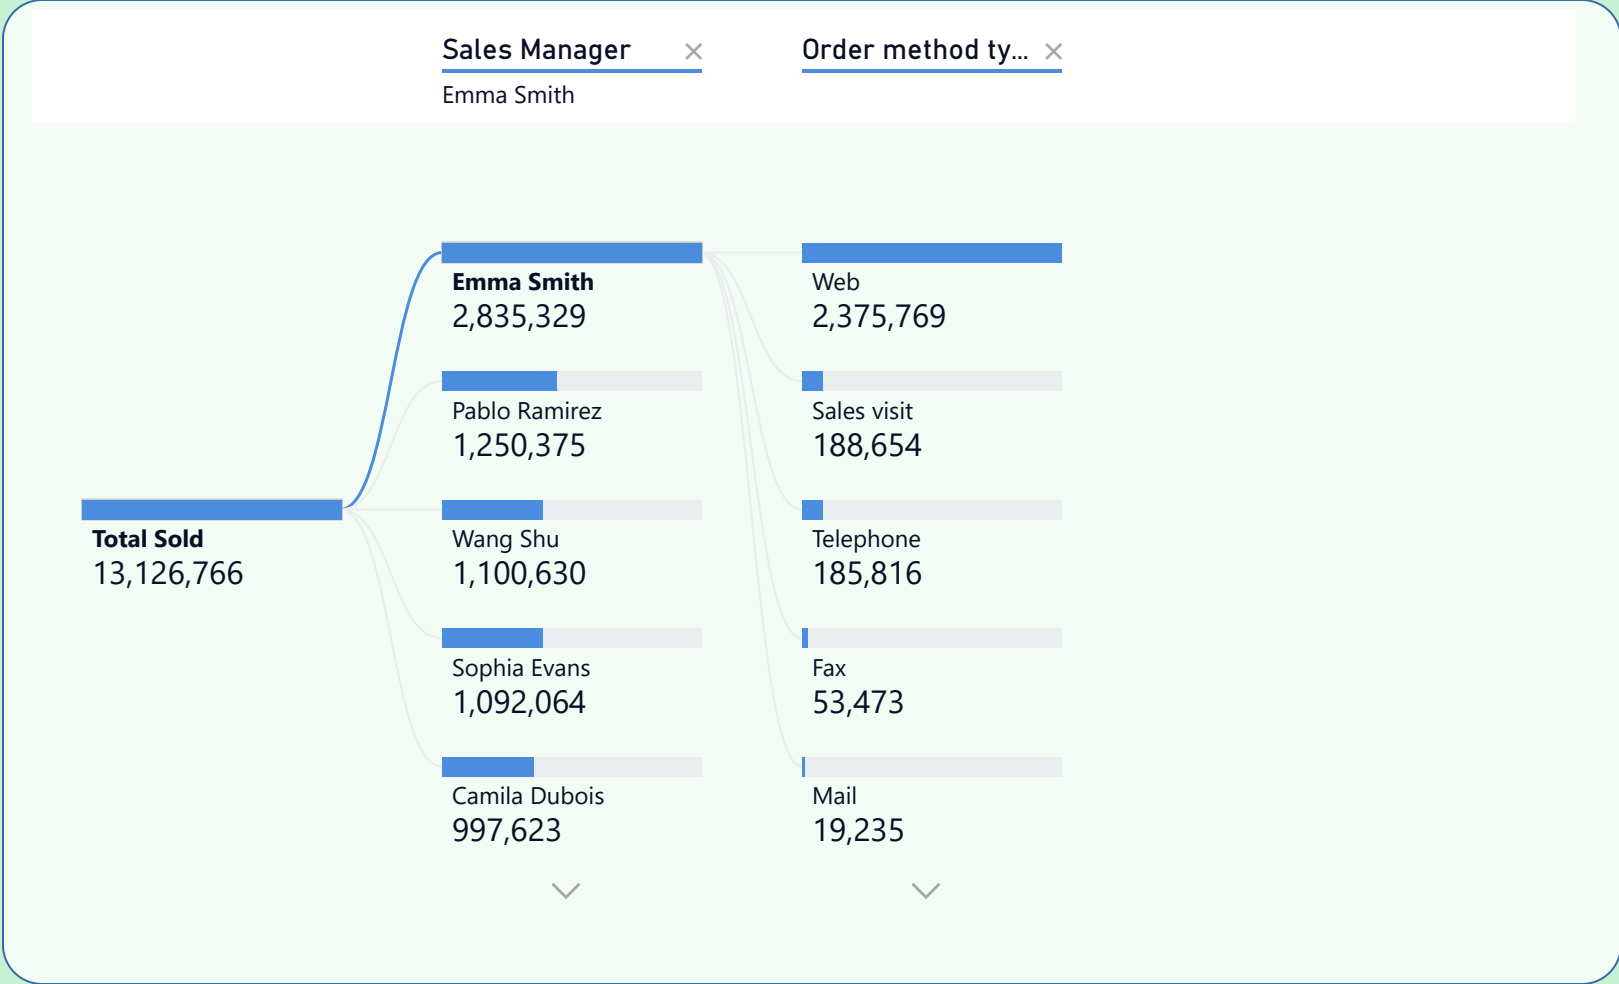 Sales Manager
Order method ty...
Emma Smith
Emma Smith
2,835,329
Web
2,375,769
Pablo Ramirez
1,250,375
Sales visit
188,654
Total Sold
13,126,766
Wang Shu
1,100,630
Telephone
185,816
Sophia Evans
1,092,064
Fax
53,473
Camila Dubois
997,623
Mail
19,235